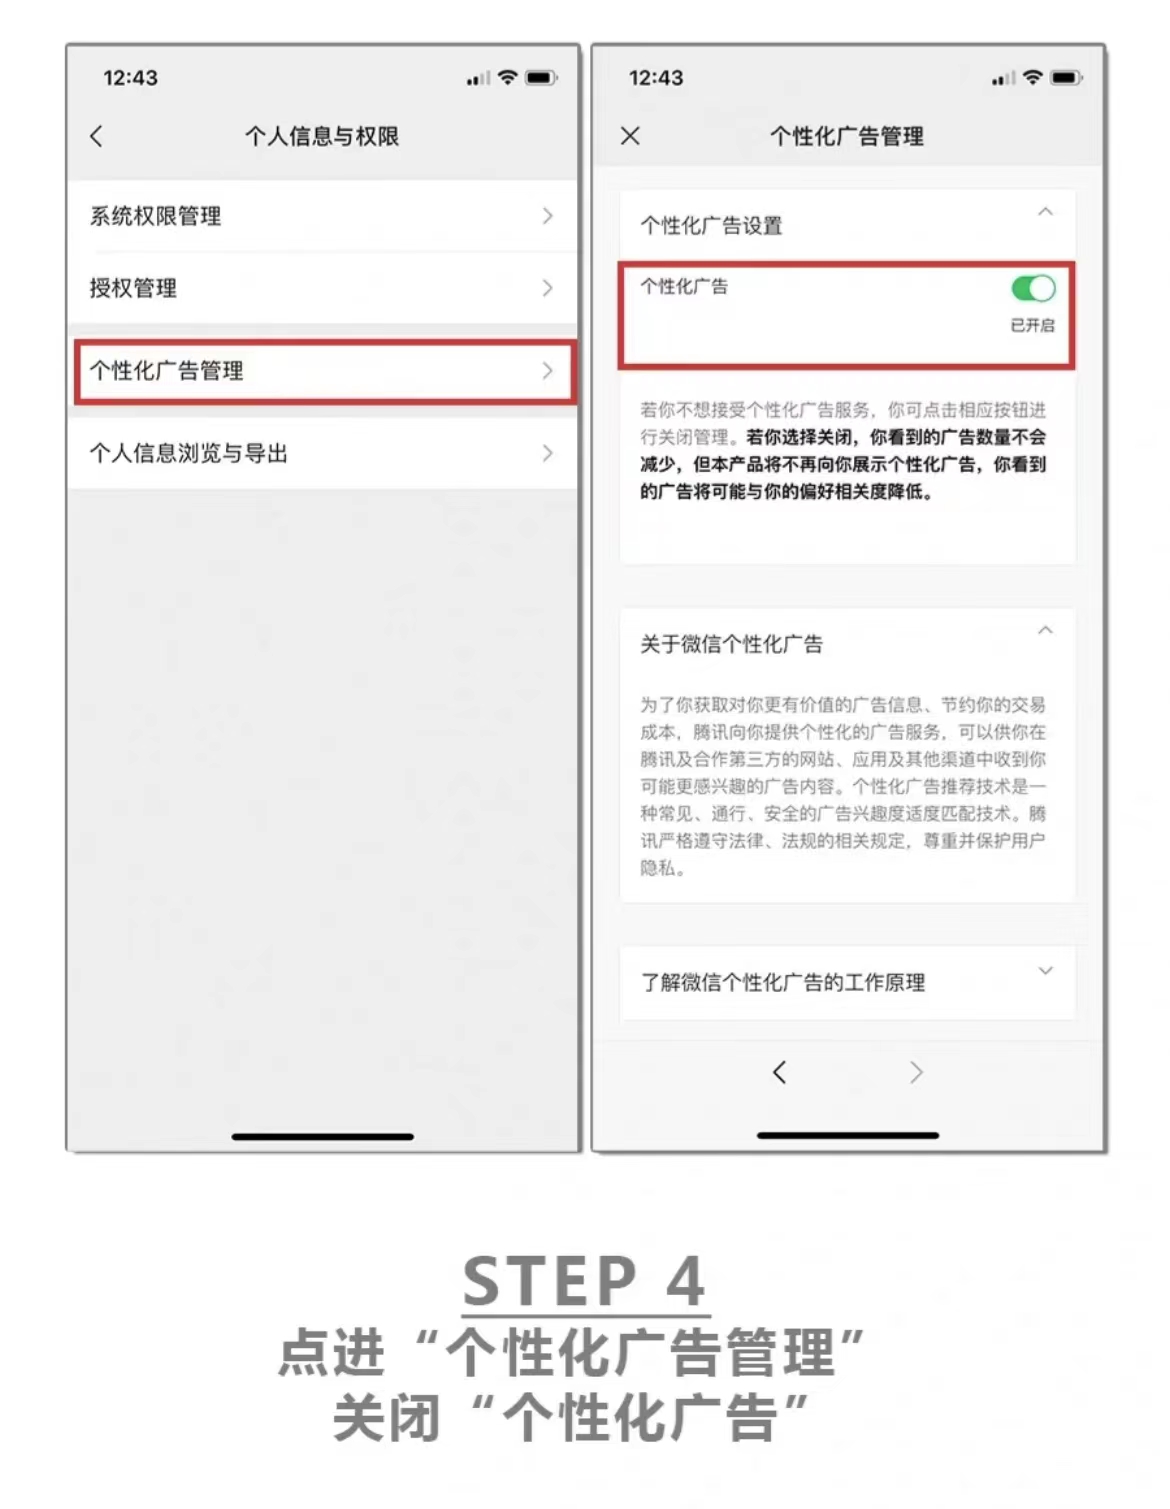 12:43
个人信息与权限
系统权限管理
授权管理
个性化广告管理
个人信息浏览与导出
12:43
个性化广告管理
个性化广告设置
个性化广告
已开启
若你不想接受个性化广告服务，你可点击相应按钮进
行关闭管理。若你选择关闭，你看到的广告数量不会
减少，但本产品将不再向你展示个性化广告，你看到
的广告将可能与你的偏好相关度降低。
关于微信个性化广告
为了你获取对你更有价值的广告信息、节约你的交易
成本，腾讯向你提供个性化的广告服务，可以供你在
腾讯及合作第三方的网站、应用及其他渠道中收到你
可能更感兴趣的广告内容。个性化广告推荐技术是一
种常见、通行、安全的广告兴趣度适度匹配技术。腾
讯严格遵守法律、法规的相关规定，尊重并保护用户
隐私。
了解微信个性化广告的工作原理
STEP 4
点进“个性化广告管理”
关闭“个性化广告”